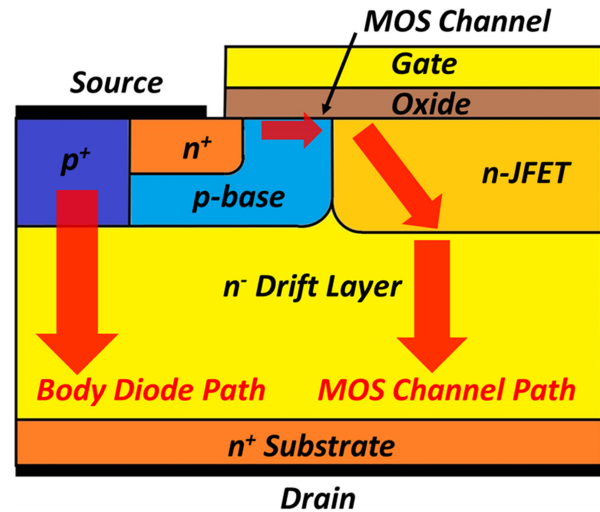 MOS Channel
Source
Gate
Oxide
p+
n+
p-base
n-JFET
n- Drift Layer
Body Diode Path
MOS Channel Path
n+ Substrate
Drain